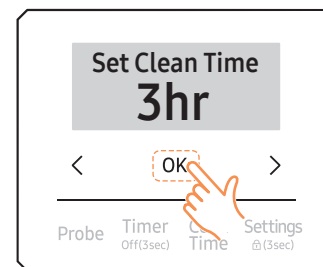 Set Clean Time
3hr
< OK >
Probe Timer Time Settings
Off(3sec) (3sec)